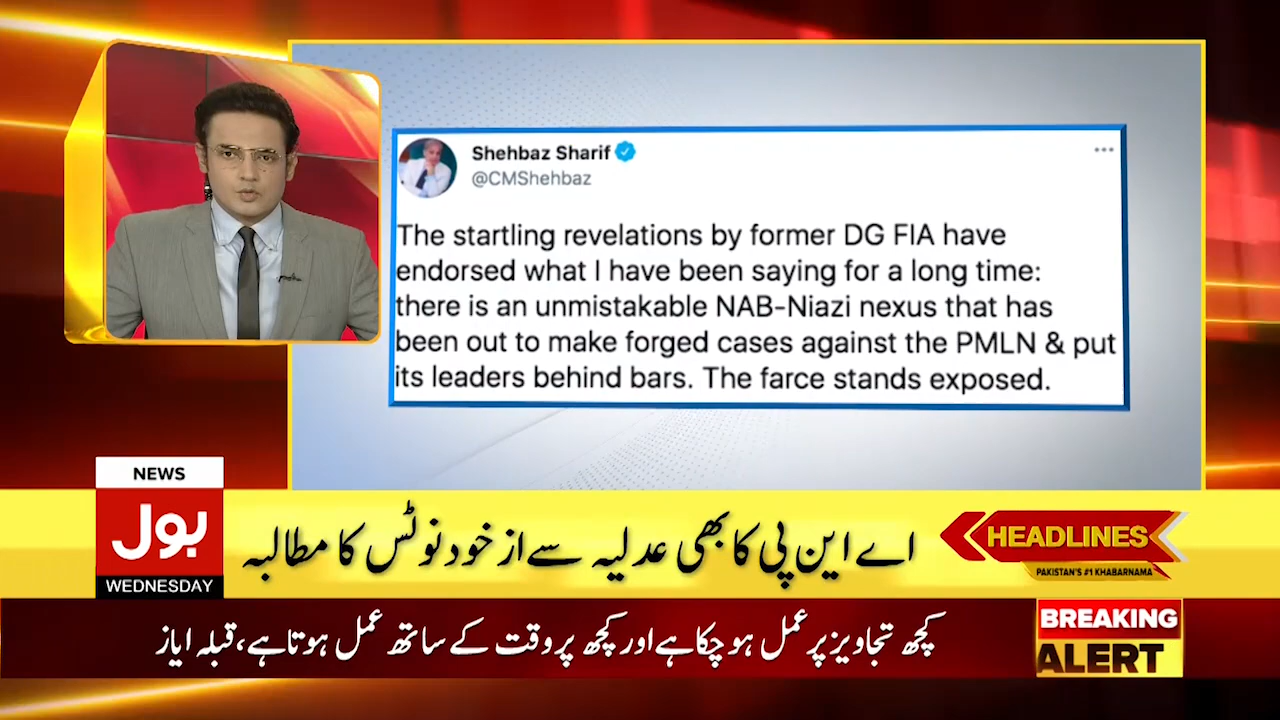 Shehbaz Sharif
@CMShehbaz
The startling revelations by former DG FIA have
endorsed what I have been saying for a long time:
there is an unmistakable NAB-Niazi nexus that has
been out to make forged cases against the PMLN & put
its leaders behind bars. The farce stands exposed.
NEWS
بول
WEDNESDAY
اے این پی کا بھی عدلیہ سے از خود نوٹس کا مطالبہ
HEADLINES
PAKISTAN'S #1 KHABARNAMA
کچھ تجاویز پر عمل ہو چکا ہے اور کچھ پر وقت کے ساتھ عمل ہوتا ہے، قبلہ ایاز
BREAKING
ALERT